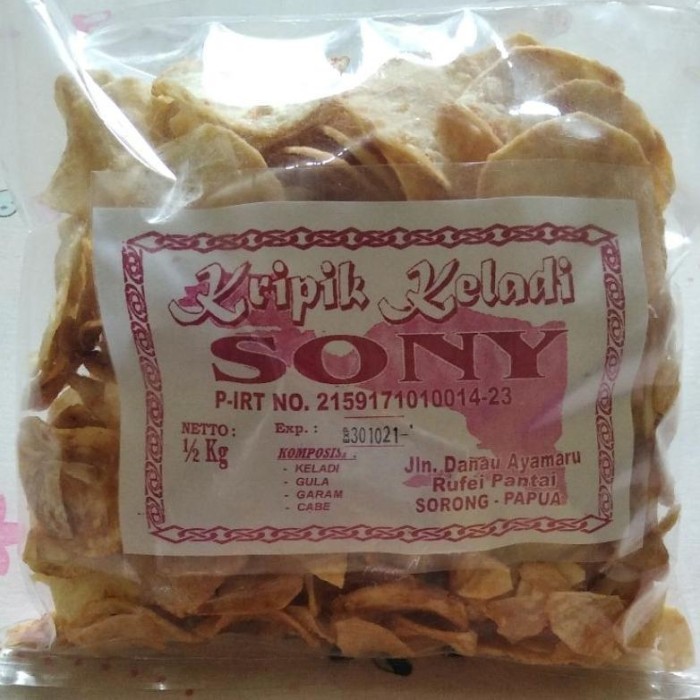 Kripik Keladi
SONY
P-IRT NO. 2159171010014-23
NETTO :
½ Kg
Exp. :
301021
KOMPOSISI :
- KELADI
- GULA
- GARAM
- CABE
Jln. Danau Ayamaru
Rufei Pantai
SORONG - PAPUA